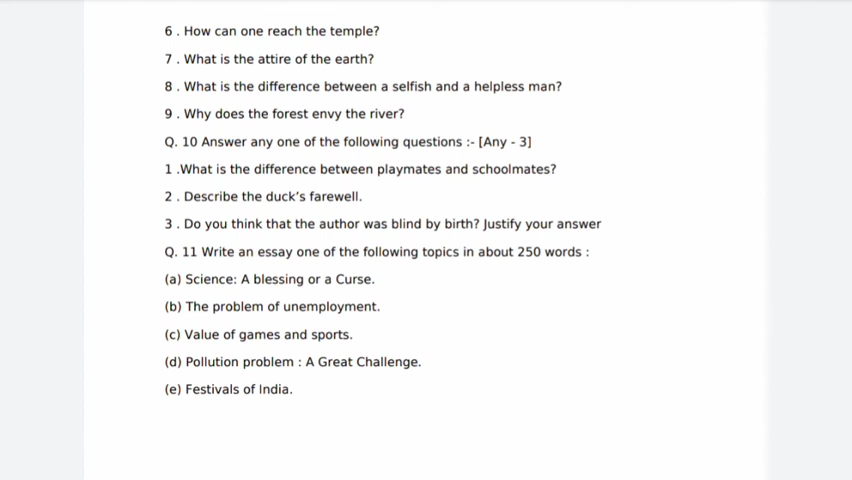 6 . How can one reach the temple?
7 . What is the attire of the earth?
8 . What is the difference between a selfish and a helpless man?
9 . Why does the forest envy the river?
Q. 10 Answer any one of the following questions :- [Any - 3]
1 .What is the difference between playmates and schoolmates?
2 . Describe the duck’s farewell.
3 . Do you think that the author was blind by birth? Justify your answer
Q. 11 Write an essay one of the following topics in about 250 words :
(a) Science: A blessing or a Curse.
(b) The problem of unemployment.
(c) Value of games and sports.
(d) Pollution problem : A Great Challenge.
(e) Festivals of India.